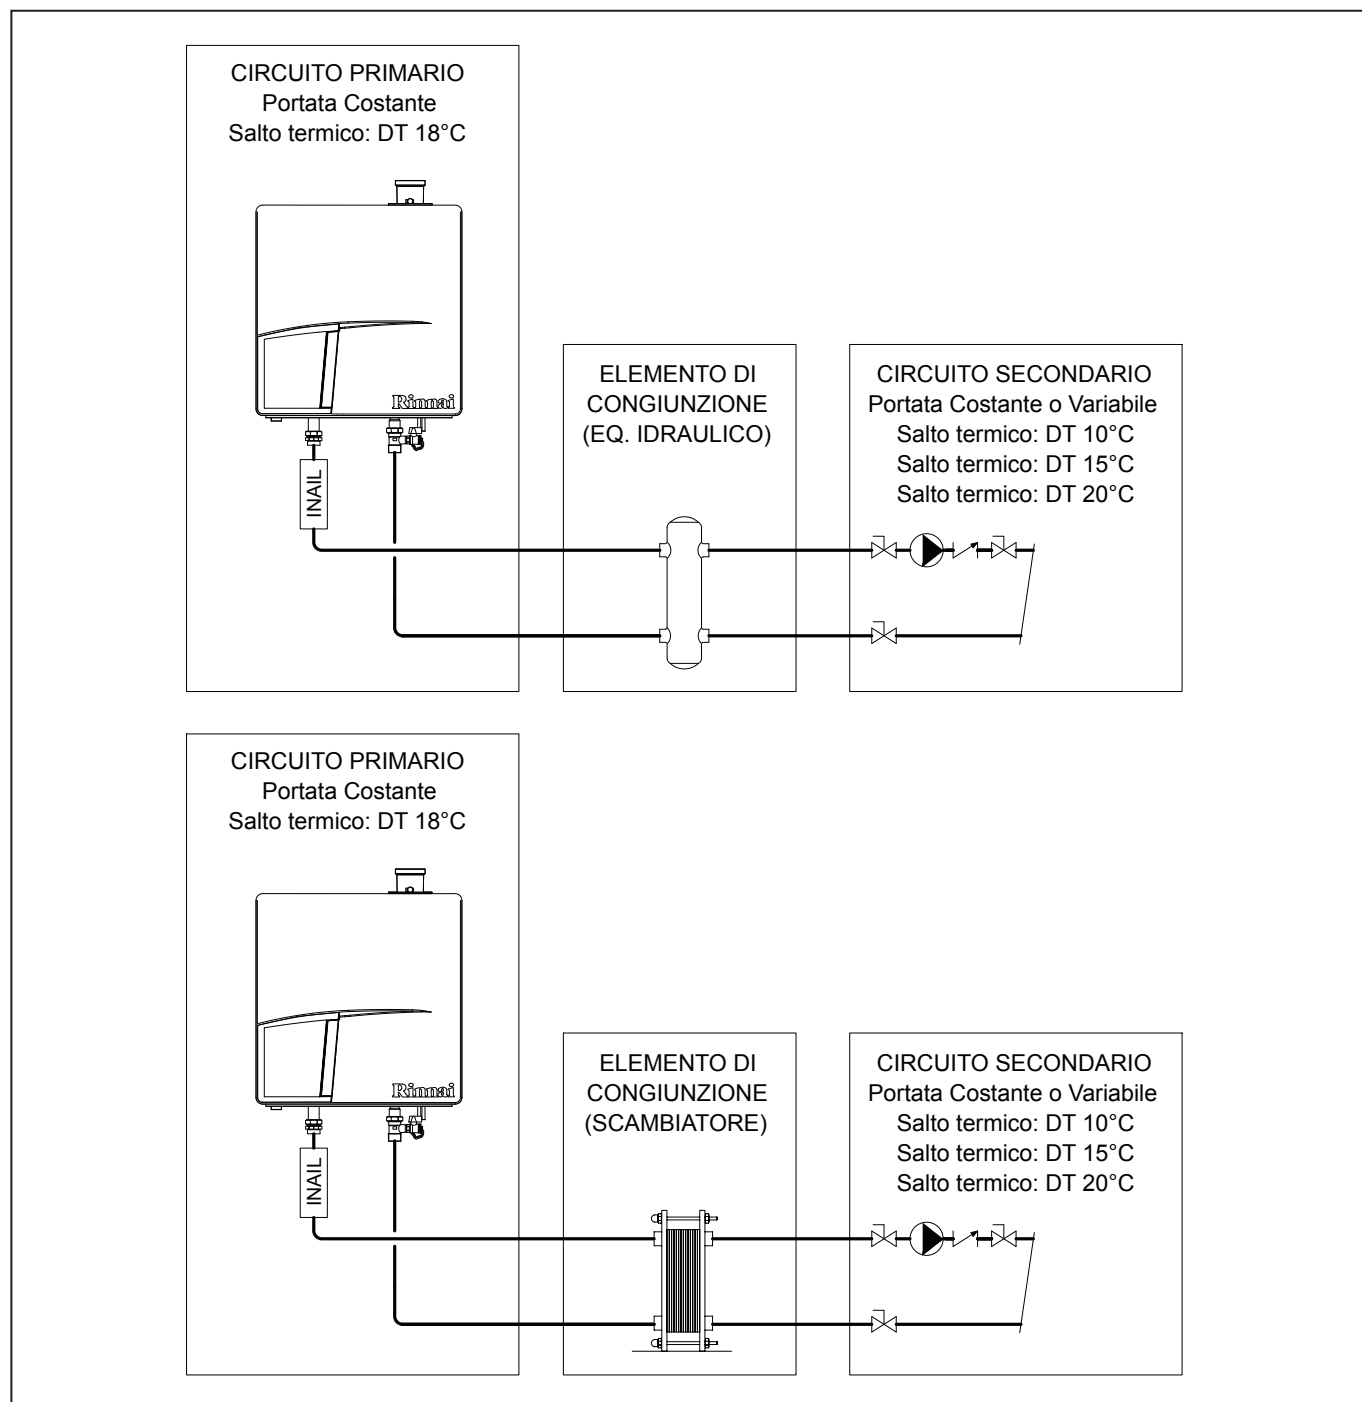 CIRCUITO PRIMARIO
Portata Costante
Salto termico: DT 18°C
Rinnai
INAIL
ELEMENTO DI
CONGIUNZIONE
(EQ. IDRAULICO)
CIRCUITO SECONDARIO
Portata Costante o Variabile
Salto termico: DT 10°C
Salto termico: DT 15°C
Salto termico: DT 20°C
CIRCUITO PRIMARIO
Portata Costante
Salto termico: DT 18°C
Rinnai
INAIL
ELEMENTO DI
CONGIUNZIONE
(SCAMBIATORE)
CIRCUITO SECONDARIO
Portata Costante o Variabile
Salto termico: DT 10°C
Salto termico: DT 15°C
Salto termico: DT 20°C